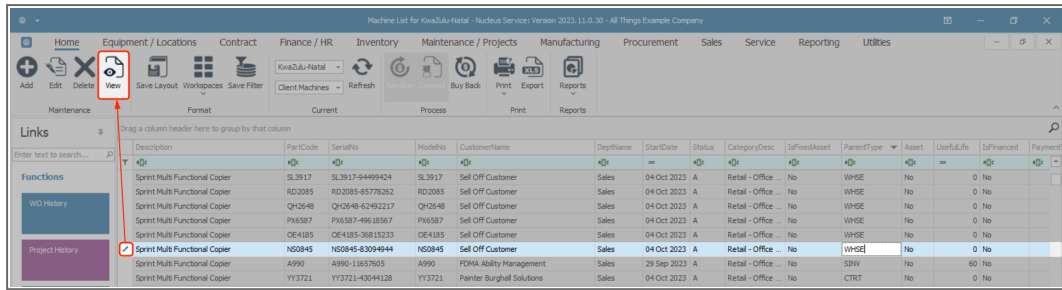 Machine List for KwaZulu-Natal - Nucleus Service: Version 2023.11.0.30 - All Things Example Company
Home Equipment / Locations Contract Finance / HR Inventory Maintenance / Projects Manufacturing Procurement Sales Service Reporting Utilities
KwaZulu-Natal
Client Machines
Add Edit Delete View Save Layout Workspaces Save Filter Refresh Buy Back Print Export Reports
Maintenance Format Current Process Print Reports
Links
Drag a column header here to group by that column
Enter text to search...
Description PartCode SerialNo ModelNo CustomerName DeptName StartDate Status CategoryDesc IsFixedAsset ParentType Asset UsefulLife IsFinanced Payment
Functions
WO History
Project History
Sprint Multi Functional Copier SL3917 SL3917-94499424 SL3917 Sell Off Customer Sales 04 Oct 2023 A Retail - Office ... No WHSE No 0 No
Sprint Multi Functional Copier RD2085 RD2085-85778262 RD2085 Sell Off Customer Sales 04 Oct 2023 A Retail - Office ... No WHSE No 0 No
Sprint Multi Functional Copier QH2648 QH2648-62492217 QH2648 Sell Off Customer Sales 04 Oct 2023 A Retail - Office ... No WHSE No 0 No
Sprint Multi Functional Copier PX6587 PX6587-49618567 PX6587 Sell Off Customer Sales 04 Oct 2023 A Retail - Office ... No WHSE No 0 No
Sprint Multi Functional Copier OE4185 OE4185-36815233 OE4185 Sell Off Customer Sales 04 Oct 2023 A Retail - Office ... No WHSE No 0 No
Sprint Multi Functional Copier NS0845 NS0845-83094944 NS0845 Sell Off Customer Sales 04 Oct 2023 A Retail - Office ... No WHSE No 0 No
Sprint Multi Functional Copier A990 A990-11657605 A990 FDMA Ability Management Sales 29 Sep 2023 A Retail - Office ... No SINV No 60 No
Sprint Multi Functional Copier YY3721 YY3721-43044128 YY3721 Painter Burghall Solutions Sales 04 Oct 2023 A Retail - Office ... No CTRT No 0 No